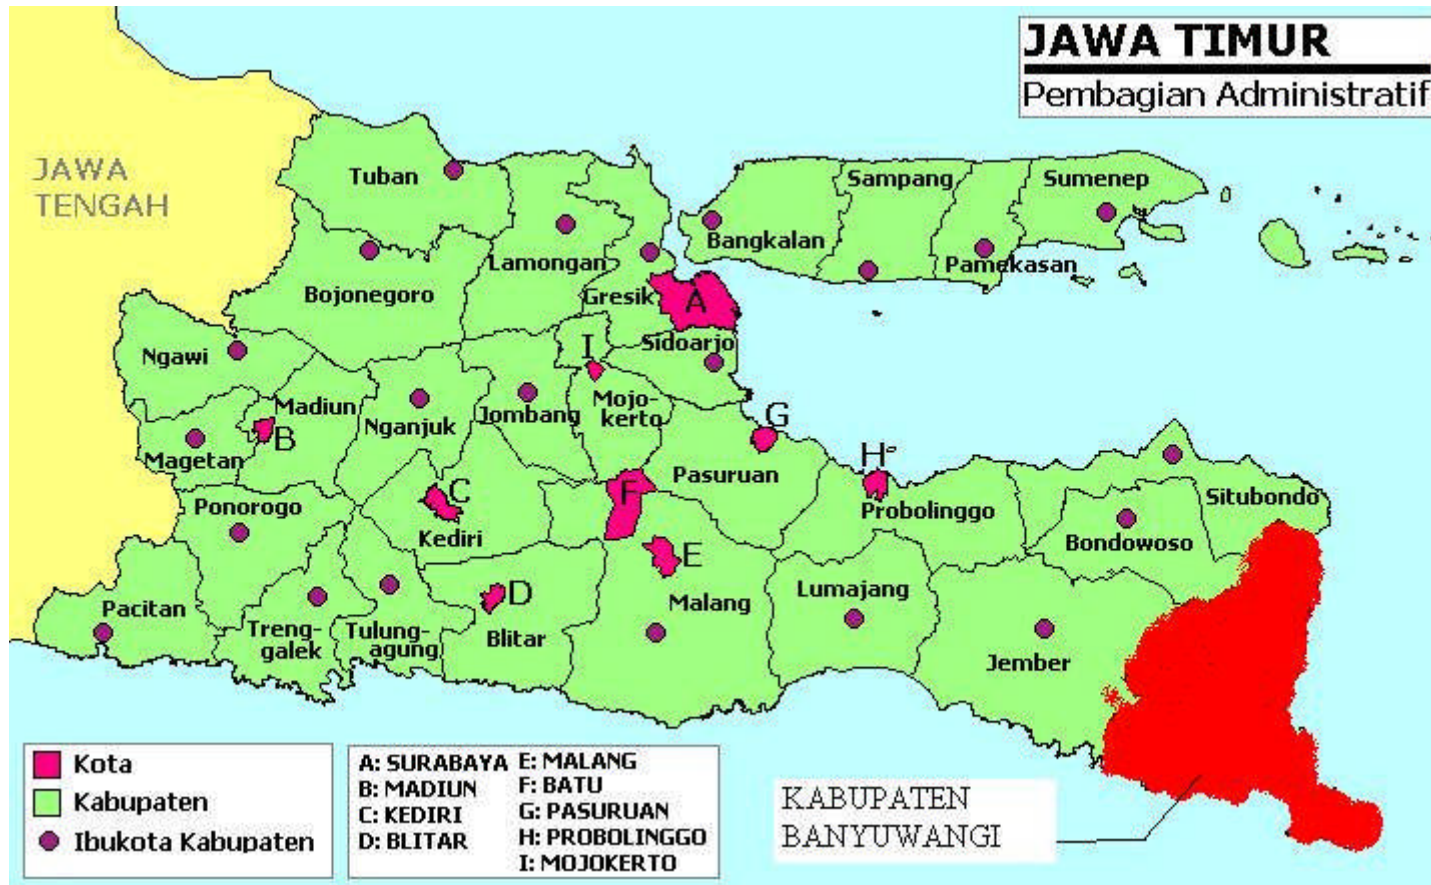 JAWA TIMUR
Pembagian Administratif
JAWA
TENGAH
Tuban
Sampang
Sumenep
Bangkalan
Pamekasan
Lamongan
Bojonegoro
Gresik
A
Ngawi
I
Sidoarjo
Madiun
Nganjuk
Jombang
Mojo-
kerto
G
B
Magetan
H
Pasuruan
C
F
Ponorogo
Kediri
Probolinggo
Situbondo
Bondowoso
E
D
Pacitan
Treng-
galek
Tulung-
agung
Blitar
Malang
Lumajang
Jember
Kota
Kabupaten
Ibukota Kabupaten
A: SURABAYA
B: MADIUN
C: KEDIRI
D: BLITAR
E: MALANG
F: BATU
G: PASURUAN
H: PROBOLINGGO
I: MOJOKERTO
KABUPATEN
BANYUWANGI